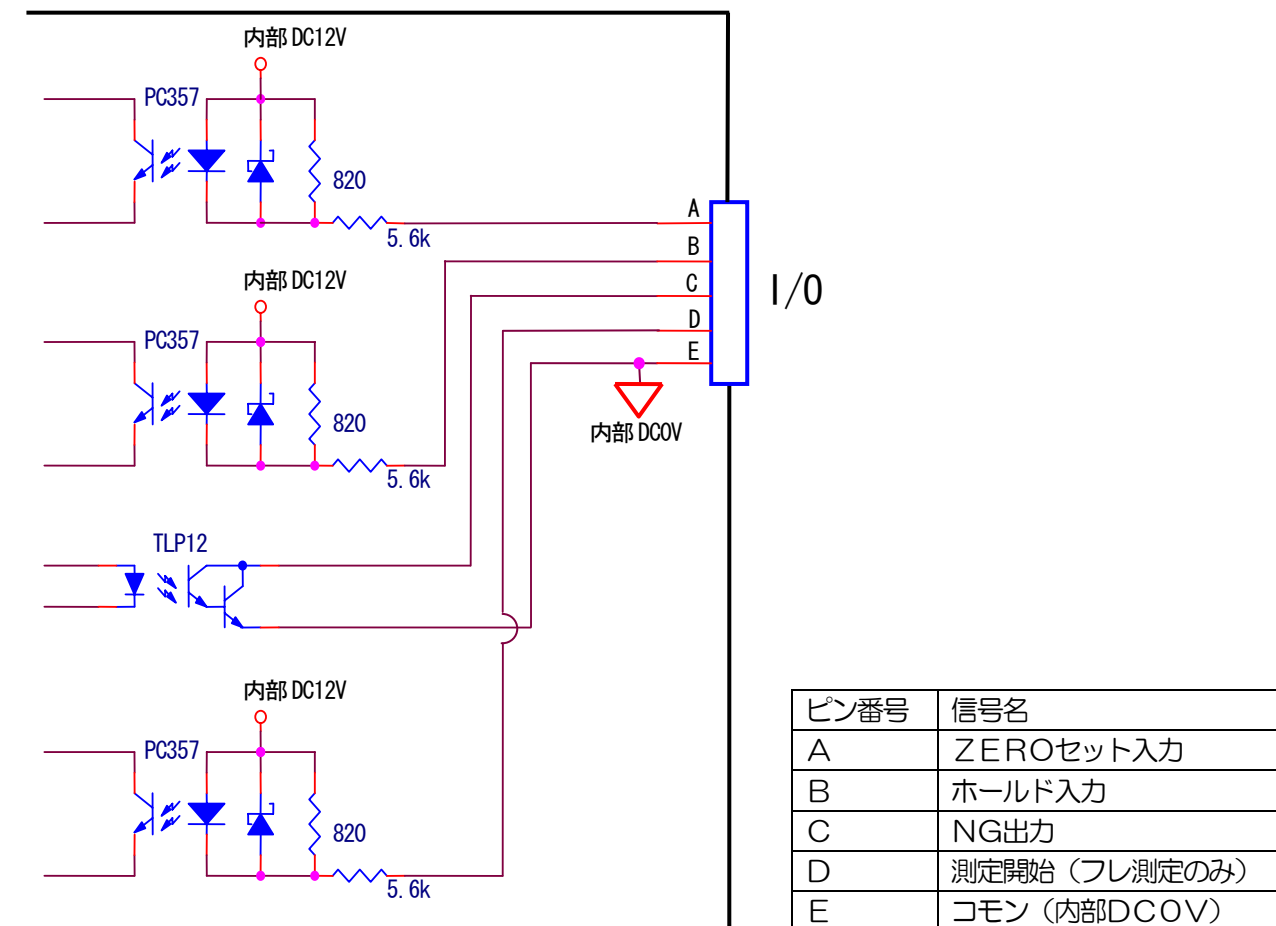 内部 DC12V
PC357
820
5.6k
A
B
内部 DC12V
C
I/O
D
PC357
E
820
内部 DC0V
5.6k
TLP12
内部 DC12V
ピン番号 信号名
A ZEROセット入力
PC357
B ホールド入力
820
C NG出力
D 測定開始（フレ測定のみ）
5.6k
E コモン（内部DC0V）